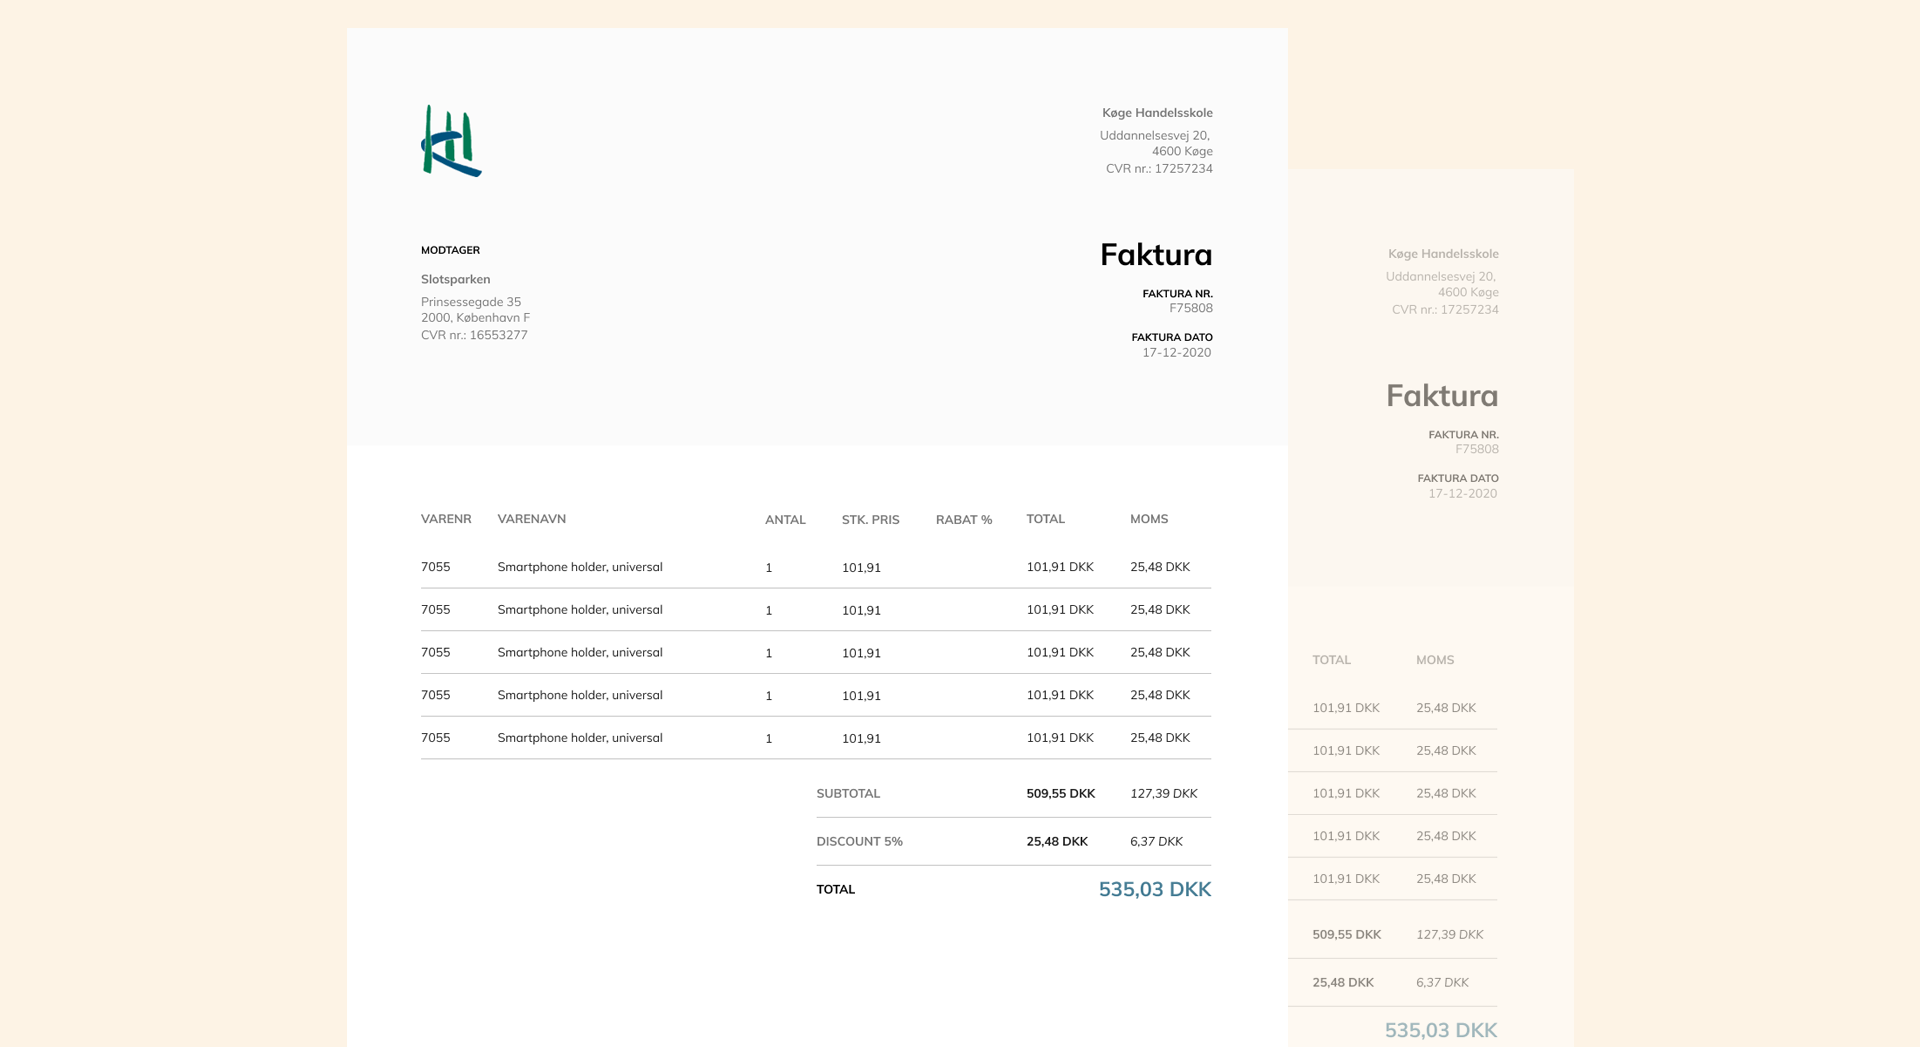 Køge Handelsskole
Uddannelsesvej 20,
4600 Køge
CVR nr.: 17257234
MODTAGER
Slotsparken
Prinsessegade 35
2000, København F
CVR nr.: 16553277
Faktura
FAKTURA NR.
F75808
FAKTURA DATO
17-12-2020
VARENR VARENAVN ANTAL STK. PRIS RABAT % TOTAL MOMS
7055 Smartphone holder, universal 1 101,91 101,91 DKK 25,48 DKK
7055 Smartphone holder, universal 1 101,91 101,91 DKK 25,48 DKK
7055 Smartphone holder, universal 1 101,91 101,91 DKK 25,48 DKK
7055 Smartphone holder, universal 1 101,91 101,91 DKK 25,48 DKK
7055 Smartphone holder, universal 1 101,91 101,91 DKK 25,48 DKK
SUBTOTAL 509,55 DKK 127,39 DKK
DISCOUNT 5% 25,48 DKK 6,37 DKK
TOTAL 535,03 DKK
Køge Handelsskole
Uddannelsesvej 20,
4600 Køge
CVR nr.: 17257234
Faktura
FAKTURA NR.
F75808
FAKTURA DATO
17-12-2020
TOTAL MOMS
101,91 DKK 25,48 DKK
101,91 DKK 25,48 DKK
101,91 DKK 25,48 DKK
101,91 DKK 25,48 DKK
101,91 DKK 25,48 DKK
509,55 DKK 127,39 DKK
25,48 DKK 6,37 DKK
535,03 DKK